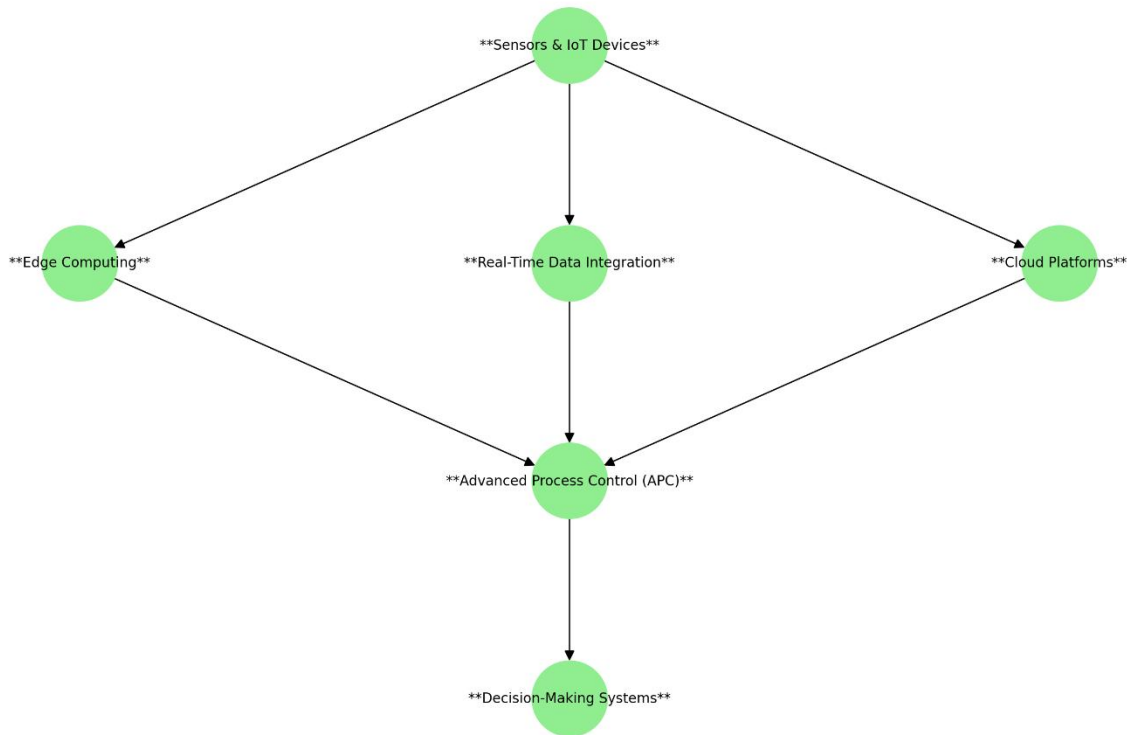 **Sensors & IoT Devices**
**Edge Computing**
**Real-Time Data Integration**
**Cloud Platforms**
**Advanced Process Control (APC)**
**Decision-Making Systems**